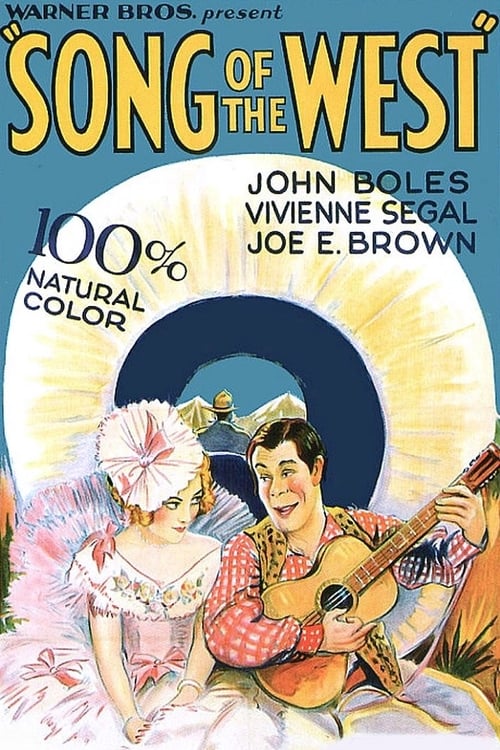 WARNER BROS. present
"SONG OF THE WEST"
JOHN BOLES
VIVIENNE SEGAL
JOE E. BROWN
100%
NATURAL
COLOR